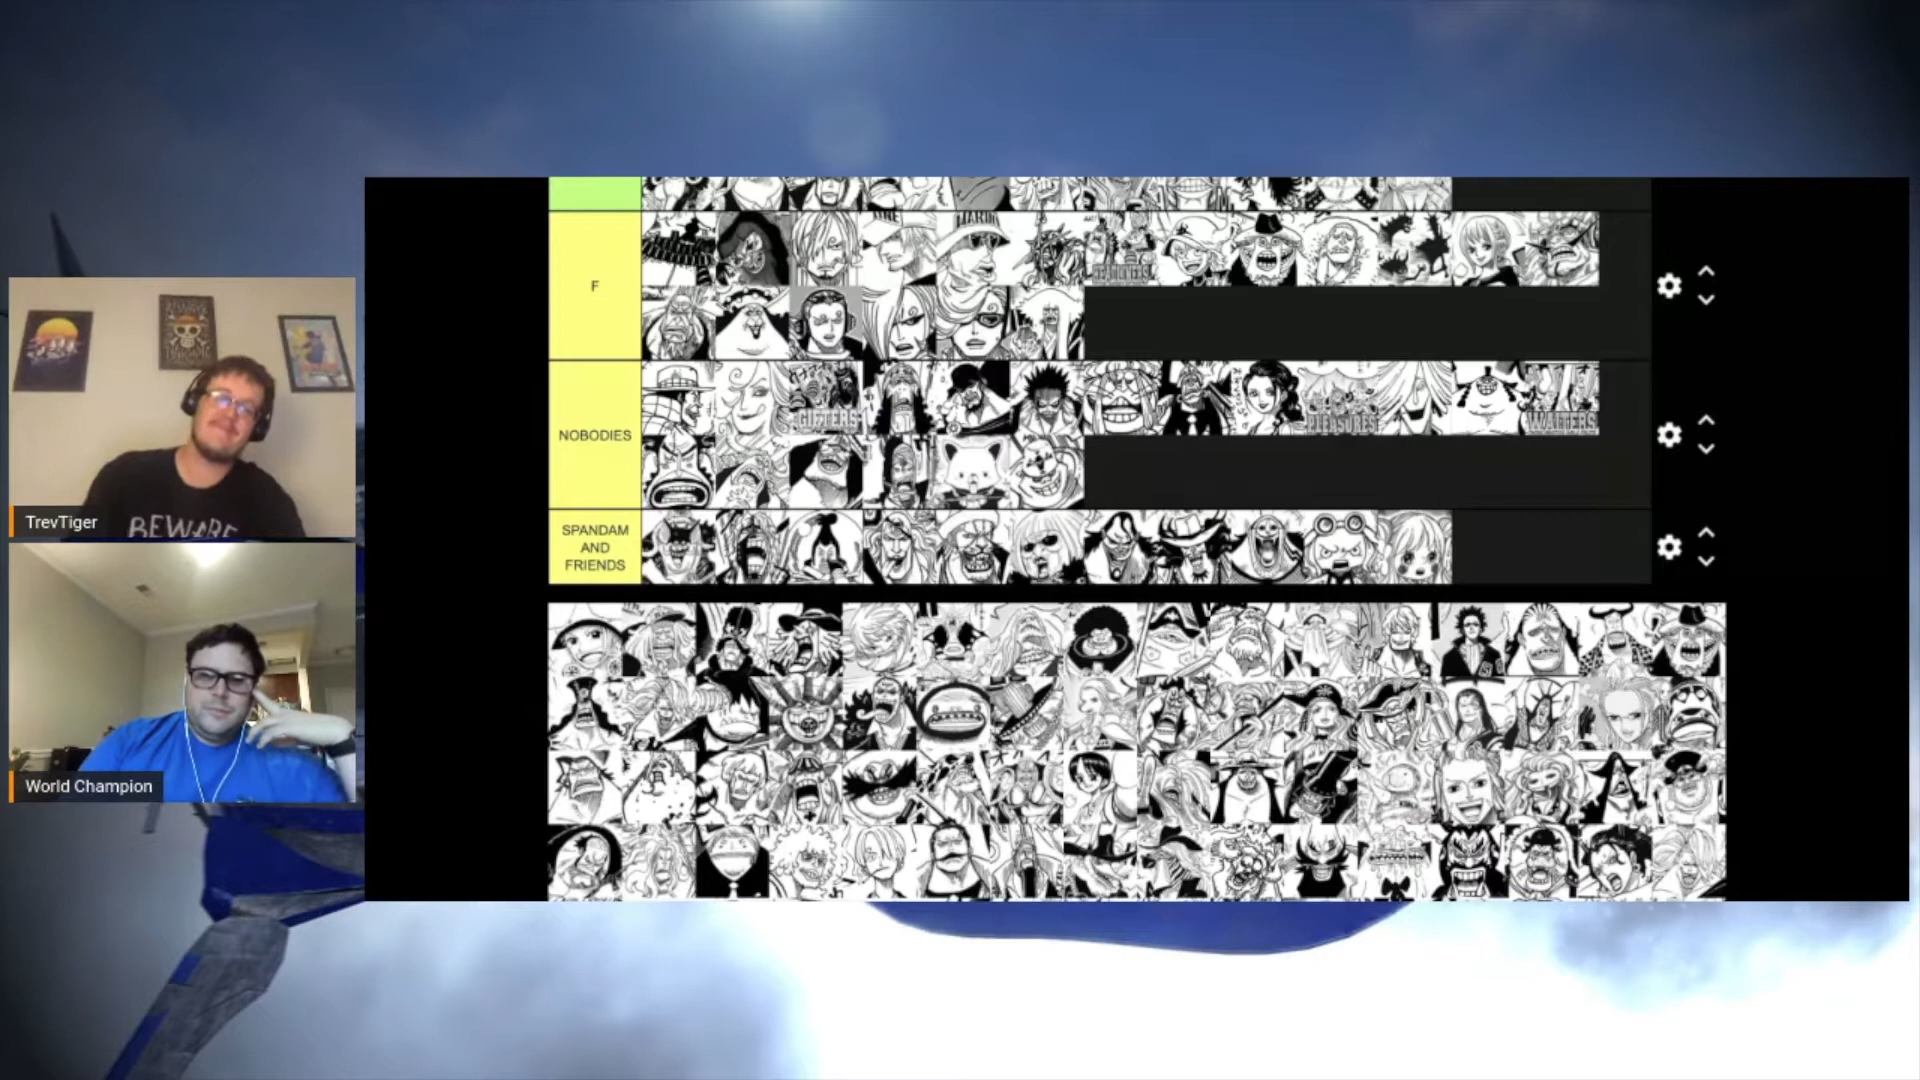 F
NOBODIES
GIFTERS
PLEASURES
WAITERS
SPANDAM
AND
FRIENDS
TrevTiger
BEWARE
World Champion